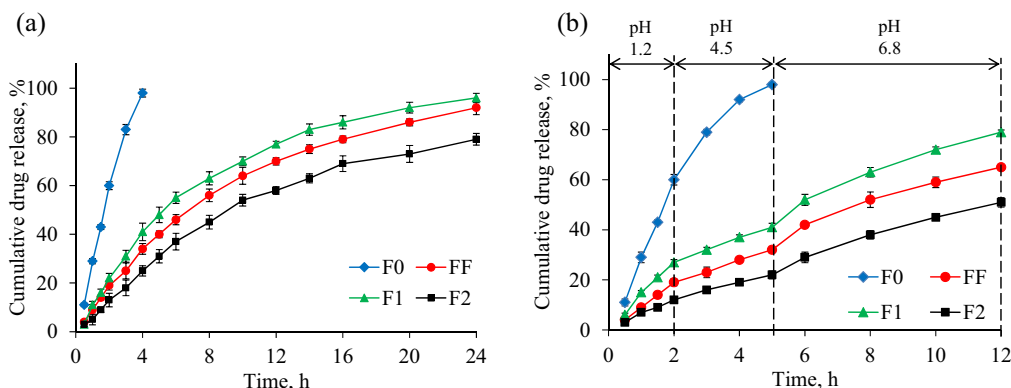 (a)
Cumulative drug release, %
100
80
60
40
20
0
0 4 8 12 16 20 24
Time, h
F0 FF
F1 F2
(b)
pH 1.2
pH 4.5
pH 6.8
Cumulative drug release, %
100
80
60
40
20
0
0 2 4 6 8 10 12
Time, h
F0 FF
F1 F2